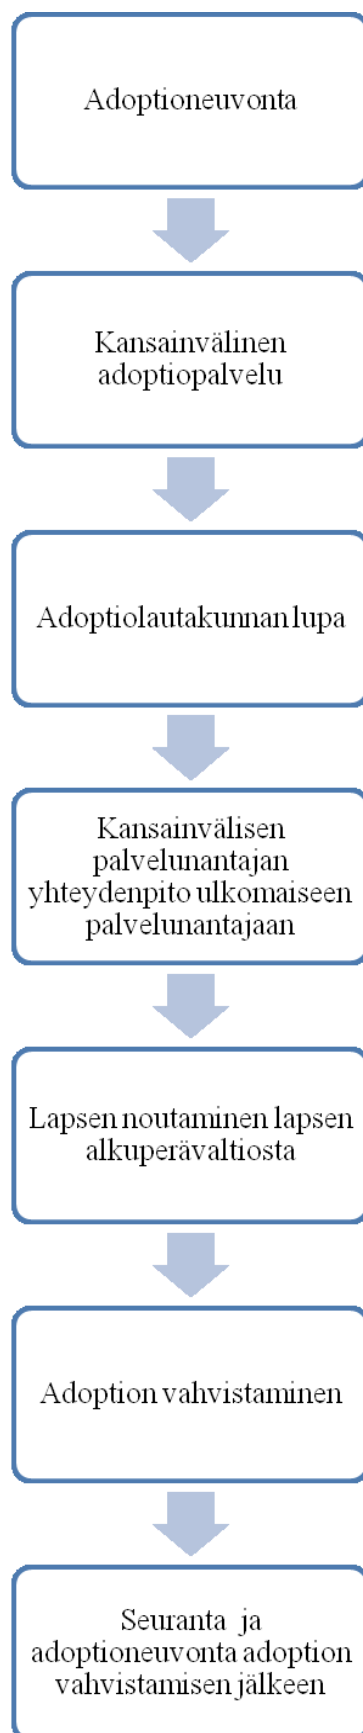 Adoptioneuvonta
Kansainvälinen
adoptiopalvelu
Adoptiolautakunnan lupa
Kansainvälisen
palvelunantajan
yhteydenpito ulkomaiseen
palvelunantajaan
Lapsen noutaminen lapsen
alkuperävaltiosta
Adoption vahvistaminen
Seuranta ja
adoptioneuvonta adoption
vahvistamisen jälkeen